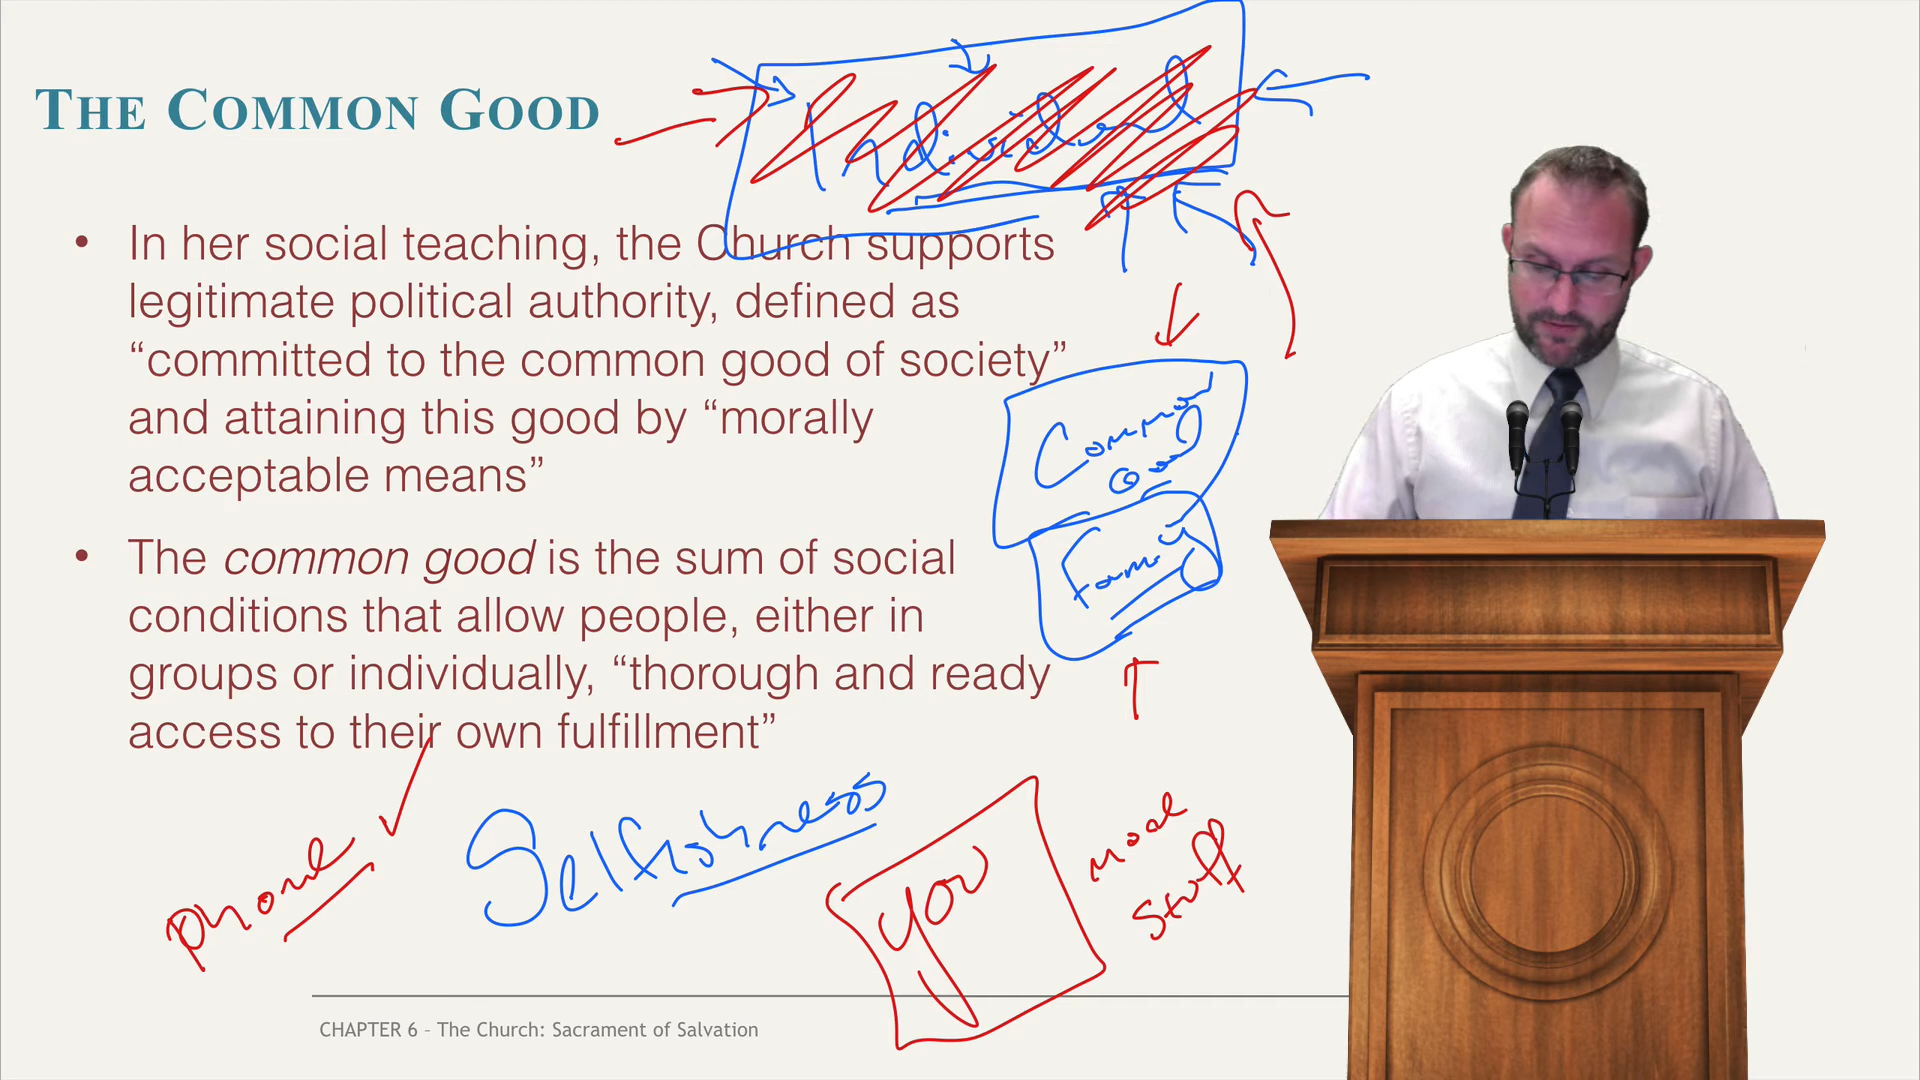 THE COMMON GOOD
Individual
• In her social teaching, the Church supports
legitimate political authority, defined as
“committed to the common good of society”
and attaining this good by “morally
acceptable means”
Common
Good
• The common good is the sum of social
conditions that allow people, either in
groups or individually, “thorough and ready
access to their own fulfillment”
Family
phone
Selfishness
you
more
stuff
CHAPTER 6 – The Church: Sacrament of Salvation